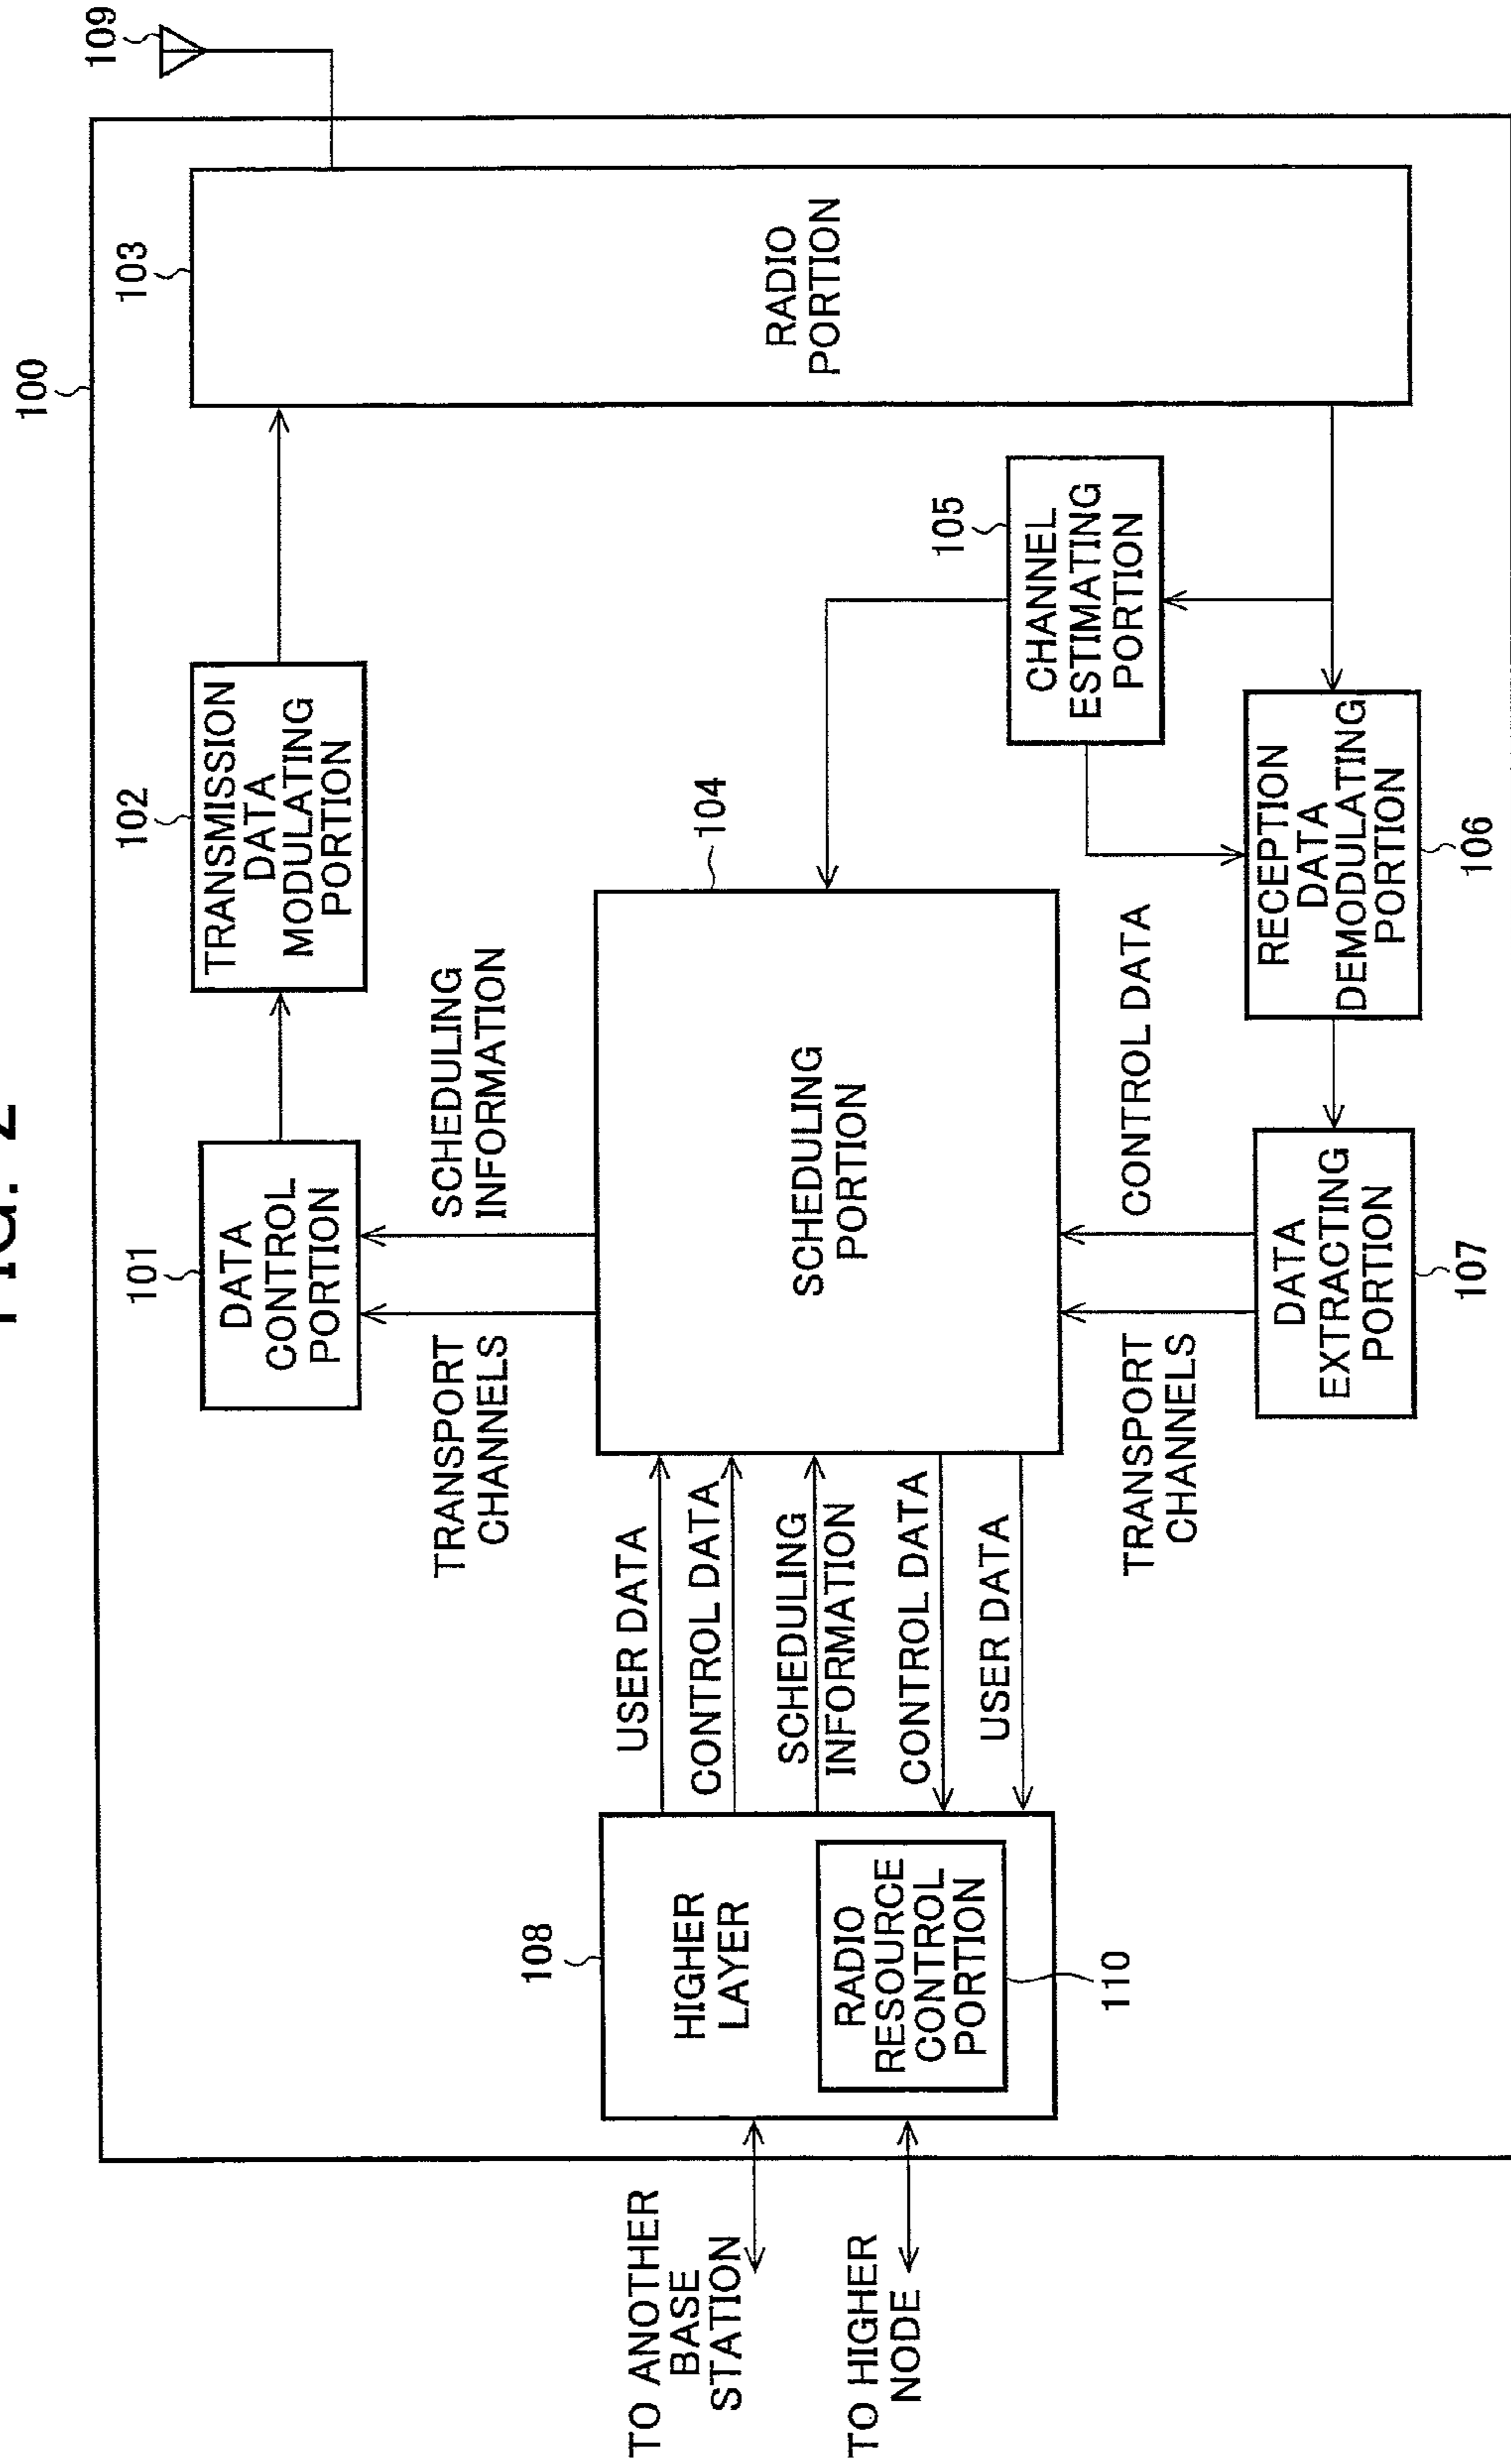 FIG. 2
100
109
101
DATA
CONTROL
PORTION
102
TRANSMISSION
DATA
MODULATING
PORTION
103
RADIO
PORTION
TRANSPORT
CHANNELS
SCHEDULING
INFORMATION
104
SCHEDULING
PORTION
105
CHANNEL
ESTIMATING
PORTION
TO ANOTHER
BASE
STATION
TO HIGHER
NODE
108
HIGHER
LAYER
RADIO
RESOURCE
CONTROL
PORTION
110
USER DATA
CONTROL DATA
SCHEDULING
INFORMATION
CONTROL DATA
USER DATA
TRANSPORT
CHANNELS
CONTROL DATA
DATA
EXTRACTING
PORTION
107
RECEPTION
DATA
DEMODULATING
PORTION
106